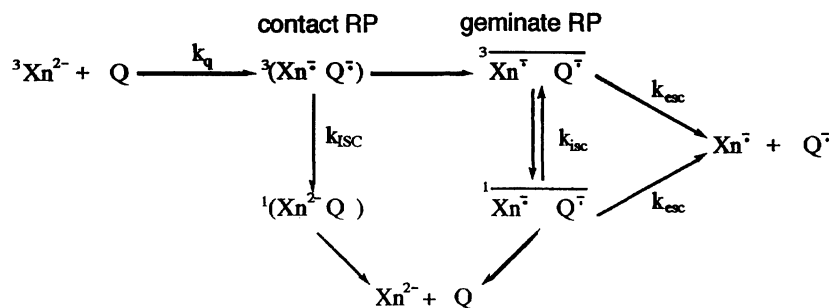 contact RP geminate RP
³Xn²⁻ + Q k_q ³(Xn⁻• Q⁻•) ³Xn⁻• Q⁻• k_esc
k_ISC k_isc Xn⁻• + Q⁻•
¹(Xn²⁻ Q ) ¹Xn⁻• Q⁻• k_esc
Xn²⁻ + Q